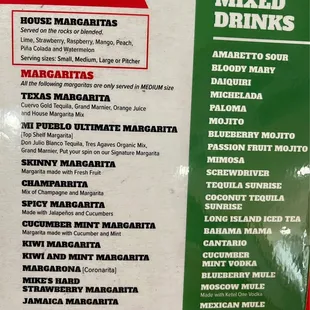 HOUSE MARGARITAS
Served on the rocks or blended.
Lime, Strawberry, Raspberry, Mango, Peach,
Piña Colada and Watermelon
Serving sizes: Small, Medium, Large or Pitcher
MARGARITAS
All the following margaritas are only served in MEDIUM size
TEXAS MARGARITA
Cuervo Gold Tequila, Grand Marnier, Orange Juice
and House Margarita Mix
MI PUEBLO ULTIMATE MARGARITA
(Top Shelf Margarita)
Don Julio Blanco Tequila, Tres Agaves Organic Mix,
Grand Marnier, Put your spin on our Signature Margarita
SKINNY MARGARITA
Margarita made with Fresh Fruit
CHAMPARRITA
Mix of Champagne and Margarita
SPICY MARGARITA
Made with Jalapeños and Cucumbers
CUCUMBER MINT MARGARITA
Margarita made with Cucumber and Mint
KIWI MARGARITA
KIWI AND MINT MARGARITA
MARGARONA (Coronarita)
MIKE'S HARD
STRAWBERRY MARGARITA
JAMAICA MARGARITA
MIXED
DRINKS
AMARETTO SOUR
BLOODY MARY
DAIQUIRI
MICHELADA
PALOMA
MOJITO
BLUEBERRY MOJITO
PASSION FRUIT MOJITO
MIMOSA
SCREWDRIVER
TEQUILA SUNRISE
COCONUT TEQUILA
SUNRISE
LONG ISLAND ICED TEA
BAHAMA MAMA
CANTARIO
CUCUMBER
MINT VODKA
BLUEBERRY MULE
MOSCOW MULE
Made with Ketel One Vodka
MEXICAN MULE